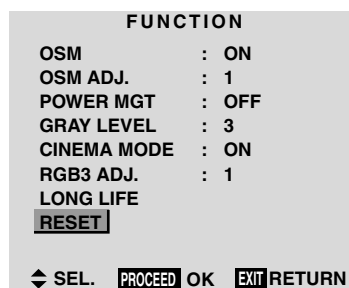 FUNCTION
OSM : ON
OSM ADJ. : 1
POWER MGT : OFF
GRAY LEVEL : 3
CINEMA MODE : ON
RGB3 ADJ. : 1
LONG LIFE
RESET
SEL. PROCEED OK EXIT RETURN